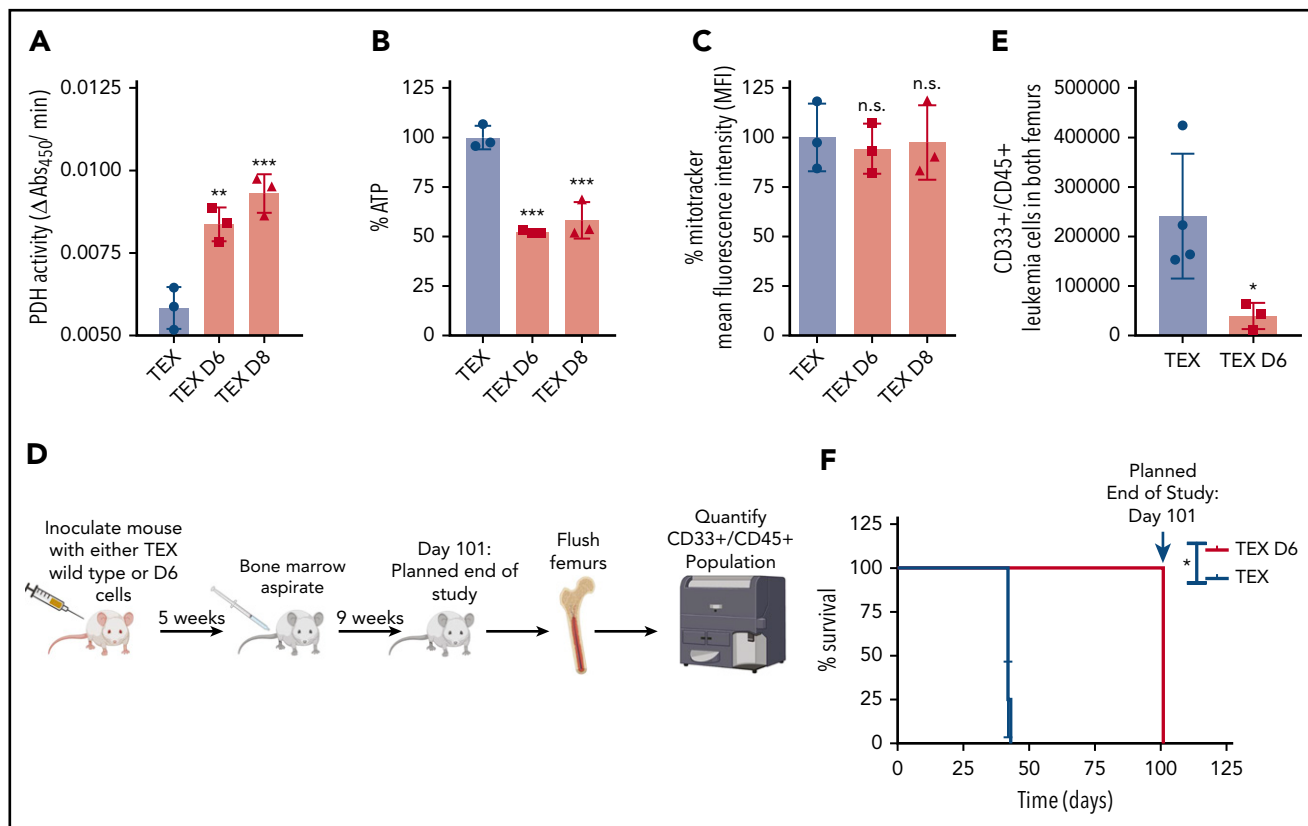 A
PDH activity (ΔAbs450/ min)
0.0125
0.0100
0.0075
0.0050
**
***
TEX
TEX D6
TEX D8
B
% ATP
125
100
75
50
25
0
***
***
TEX
TEX D6
TEX D8
C
% mitotracker
mean fluorescence intensity (MFI)
125
100
75
50
25
0
n.s.
n.s.
TEX
TEX D6
TEX D8
E
CD33+/CD45+
leukemia cells in both femurs
500000
400000
300000
200000
100000
0
*
TEX
TEX D6
D
Inoculate mouse
with either TEX
wild type or D6
cells
5 weeks
Bone marrow
aspirate
9 weeks
Day 101:
Planned end of
study
Flush
femurs
Quantify
CD33+/CD45+
Population
F
Planned
End of Study:
Day 101
% survival
125
100
75
50
25
0
0
25
50
75
100
125
Time (days)
*
TEX D6
TEX